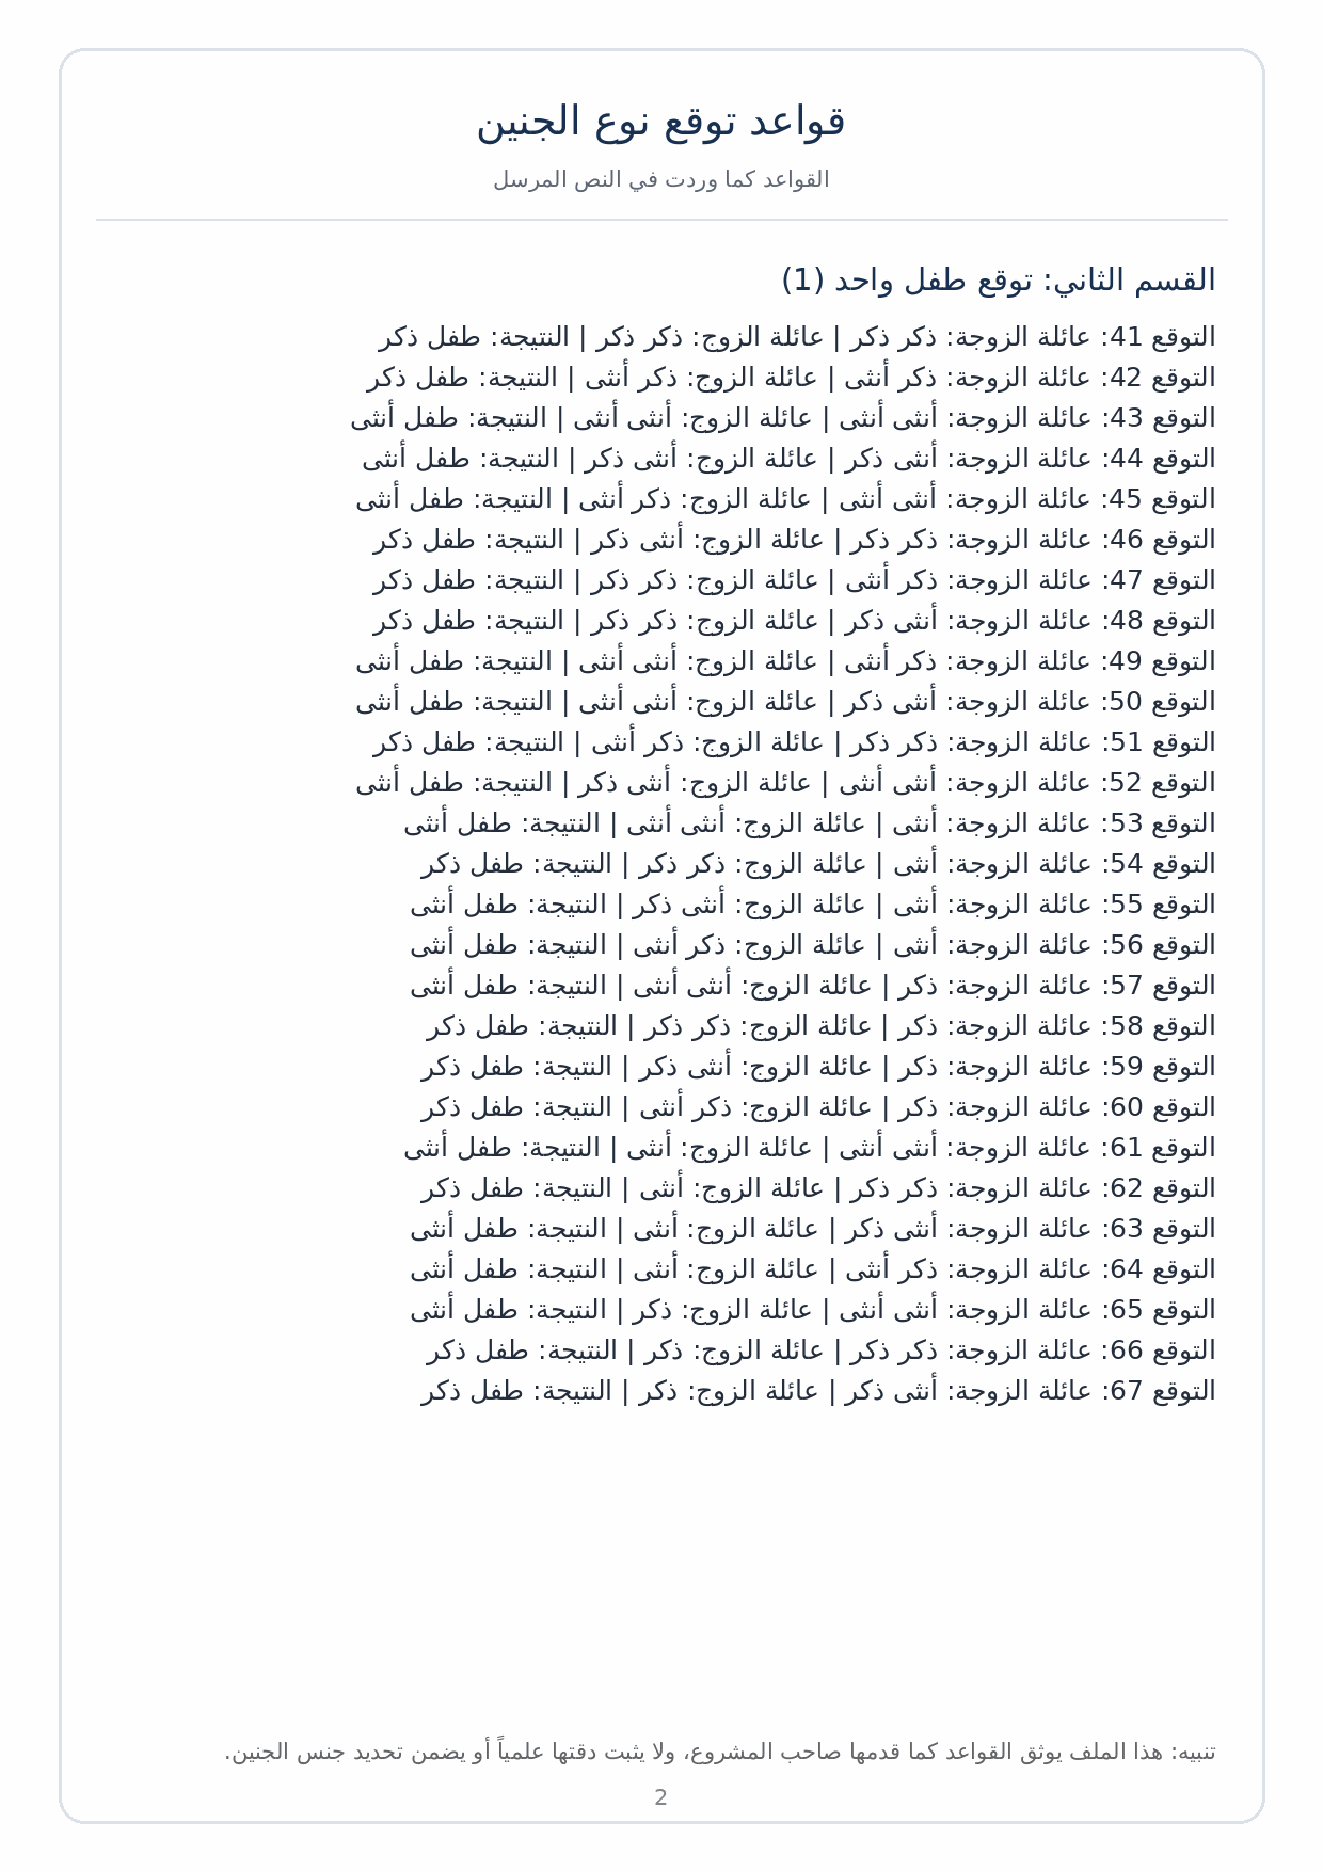 قواعد توقع نوع الجنين
القواعد كما وردت في النص المرسل
القسم الثاني: توقع طفل واحد (1)
التوقع 41: عائلة الزوجة: ذكر ذكر | عائلة الزوج: ذكر ذكر | النتيجة: طفل ذكر
التوقع 42: عائلة الزوجة: ذكر أنثى | عائلة الزوج: ذكر أنثى | النتيجة: طفل ذكر
التوقع 43: عائلة الزوجة: أنثى أنثى | عائلة الزوج: أنثى أنثى | النتيجة: طفل أنثى
التوقع 44: عائلة الزوجة: أنثى ذكر | عائلة الزوج: أنثى ذكر | النتيجة: طفل أنثى
التوقع 45: عائلة الزوجة: أنثى أنثى | عائلة الزوج: ذكر أنثى | النتيجة: طفل أنثى
التوقع 46: عائلة الزوجة: ذكر ذكر | عائلة الزوج: أنثى ذكر | النتيجة: طفل ذكر
التوقع 47: عائلة الزوجة: ذكر أنثى | عائلة الزوج: ذكر ذكر | النتيجة: طفل ذكر
التوقع 48: عائلة الزوجة: أنثى ذكر | عائلة الزوج: ذكر ذكر | النتيجة: طفل ذكر
التوقع 49: عائلة الزوجة: ذكر أنثى | عائلة الزوج: أنثى أنثى | النتيجة: طفل أنثى
التوقع 50: عائلة الزوجة: أنثى ذكر | عائلة الزوج: أنثى أنثى | النتيجة: طفل أنثى
التوقع 51: عائلة الزوجة: ذكر ذكر | عائلة الزوج: ذكر أنثى | النتيجة: طفل ذكر
التوقع 52: عائلة الزوجة: أنثى أنثى | عائلة الزوج: أنثى ذكر | النتيجة: طفل أنثى
التوقع 53: عائلة الزوجة: أنثى | عائلة الزوج: أنثى أنثى | النتيجة: طفل أنثى
التوقع 54: عائلة الزوجة: أنثى | عائلة الزوج: ذكر ذكر | النتيجة: طفل ذكر
التوقع 55: عائلة الزوجة: أنثى | عائلة الزوج: أنثى ذكر | النتيجة: طفل أنثى
التوقع 56: عائلة الزوجة: أنثى | عائلة الزوج: ذكر أنثى | النتيجة: طفل أنثى
التوقع 57: عائلة الزوجة: ذكر | عائلة الزوج: أنثى أنثى | النتيجة: طفل أنثى
التوقع 58: عائلة الزوجة: ذكر | عائلة الزوج: ذكر ذكر | النتيجة: طفل ذكر
التوقع 59: عائلة الزوجة: ذكر | عائلة الزوج: أنثى ذكر | النتيجة: طفل ذكر
التوقع 60: عائلة الزوجة: ذكر | عائلة الزوج: ذكر أنثى | النتيجة: طفل ذكر
التوقع 61: عائلة الزوجة: أنثى أنثى | عائلة الزوج: أنثى | النتيجة: طفل أنثى
التوقع 62: عائلة الزوجة: ذكر ذكر | عائلة الزوج: أنثى | النتيجة: طفل ذكر
التوقع 63: عائلة الزوجة: أنثى ذكر | عائلة الزوج: أنثى | النتيجة: طفل أنثى
التوقع 64: عائلة الزوجة: ذكر أنثى | عائلة الزوج: أنثى | النتيجة: طفل أنثى
التوقع 65: عائلة الزوجة: أنثى أنثى | عائلة الزوج: ذكر | النتيجة: طفل أنثى
التوقع 66: عائلة الزوجة: ذكر ذكر | عائلة الزوج: ذكر | النتيجة: طفل ذكر
التوقع 67: عائلة الزوجة: أنثى ذكر | عائلة الزوج: ذكر | النتيجة: طفل ذكر
تنبيه: هذا الملف يوثق القواعد كما قدمها صاحب المشروع، ولا يثبت دقتها علمياً أو يضمن تحديد جنس الجنين.
2